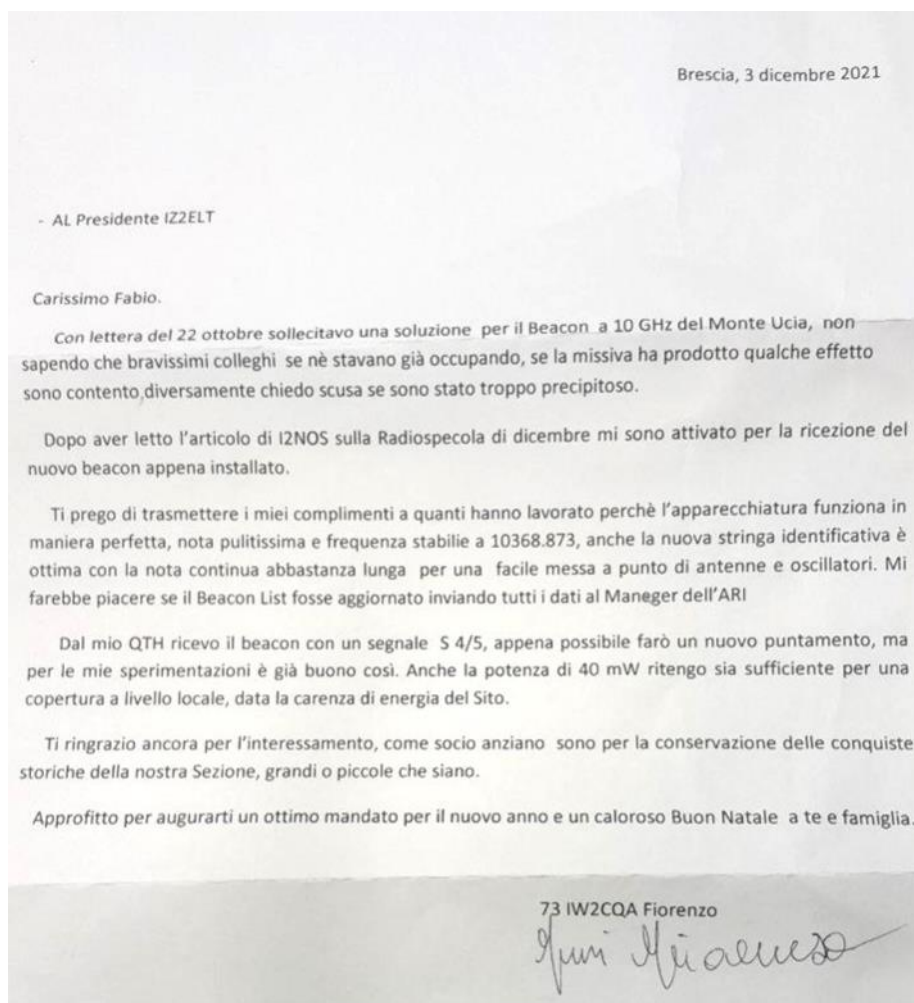 Brescia, 3 dicembre 2021
- AL Presidente IZ2ELT
Carissimo Fabio.
Con lettera del 22 ottobre sollecitavo una soluzione per il Beacon a 10 GHz del Monte Ucia, non
sapendo che bravissimi colleghi se nè stavano già occupando, se la missiva ha prodotto qualche effetto
sono contento,diversamente chiedo scusa se sono stato troppo precipitoso.
Dopo aver letto l'articolo di I2NOS sulla Radiospecola di dicembre mi sono attivato per la ricezione del
nuovo beacon appena installato.
Ti prego di trasmettere i miei complimenti a quanti hanno lavorato perchè l'apparecchiatura funziona in
maniera perfetta, nota pulitissima e frequenza stabilie a 10368.873, anche la nuova stringa identificativa è
ottima con la nota continua abbastanza lunga per una facile messa a punto di antenne e oscillatori. Mi
farebbe piacere se il Beacon List fosse aggiornato inviando tutti i dati al Maneger dell'ARI
Dal mio QTH ricevo il beacon con un segnale S 4/5, appena possibile farò un nuovo puntamento, ma
per le mie sperimentazioni è già buono così. Anche la potenza di 40 mW ritengo sia sufficiente per una
copertura a livello locale, data la carenza di energia del Sito.
Ti ringrazio ancora per l'interessamento, come socio anziano sono per la conservazione delle conquiste
storiche della nostra Sezione, grandi o piccole che siano.
Approfitto per augurarti un ottimo mandato per il nuovo anno e un caloroso Buon Natale a te e famiglia.
73 IW2CQA Fiorenzo